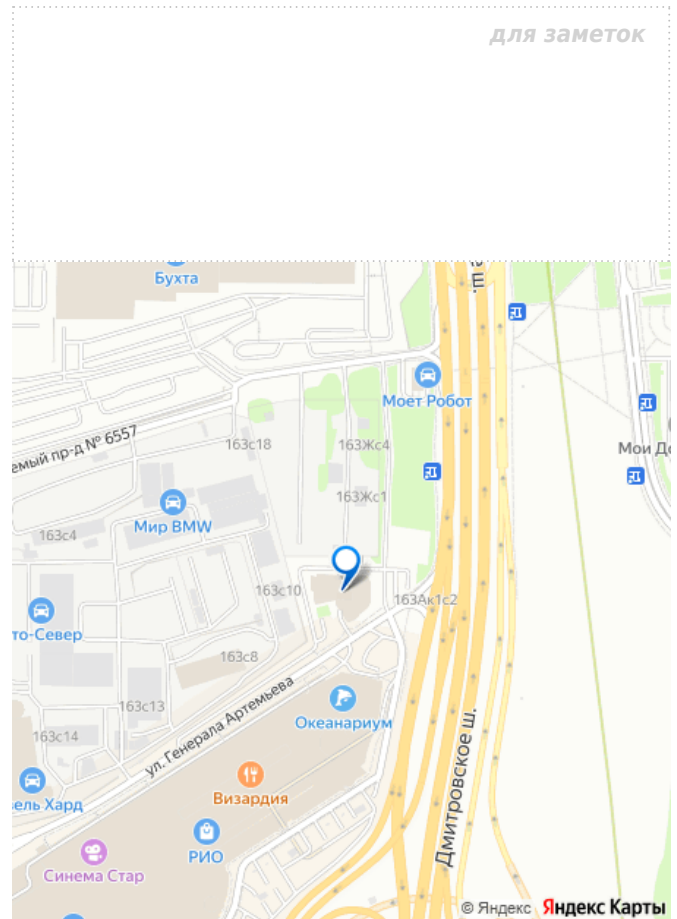 для заметок
Бухта
ш.
Моет Робот
емый пр-д № 6557
163с18
163Жс4
Мои До
163Жс1
Мир BMW
163с4
163с10
163Ак1с2
то-Север
163с8
163с13
ул. Генерала Артемьева
Океанариум
163с14
Визардия
ель Хард
Дмитровское ш.
РИО
Синема Стар
© Яндекс Яндекс Карты